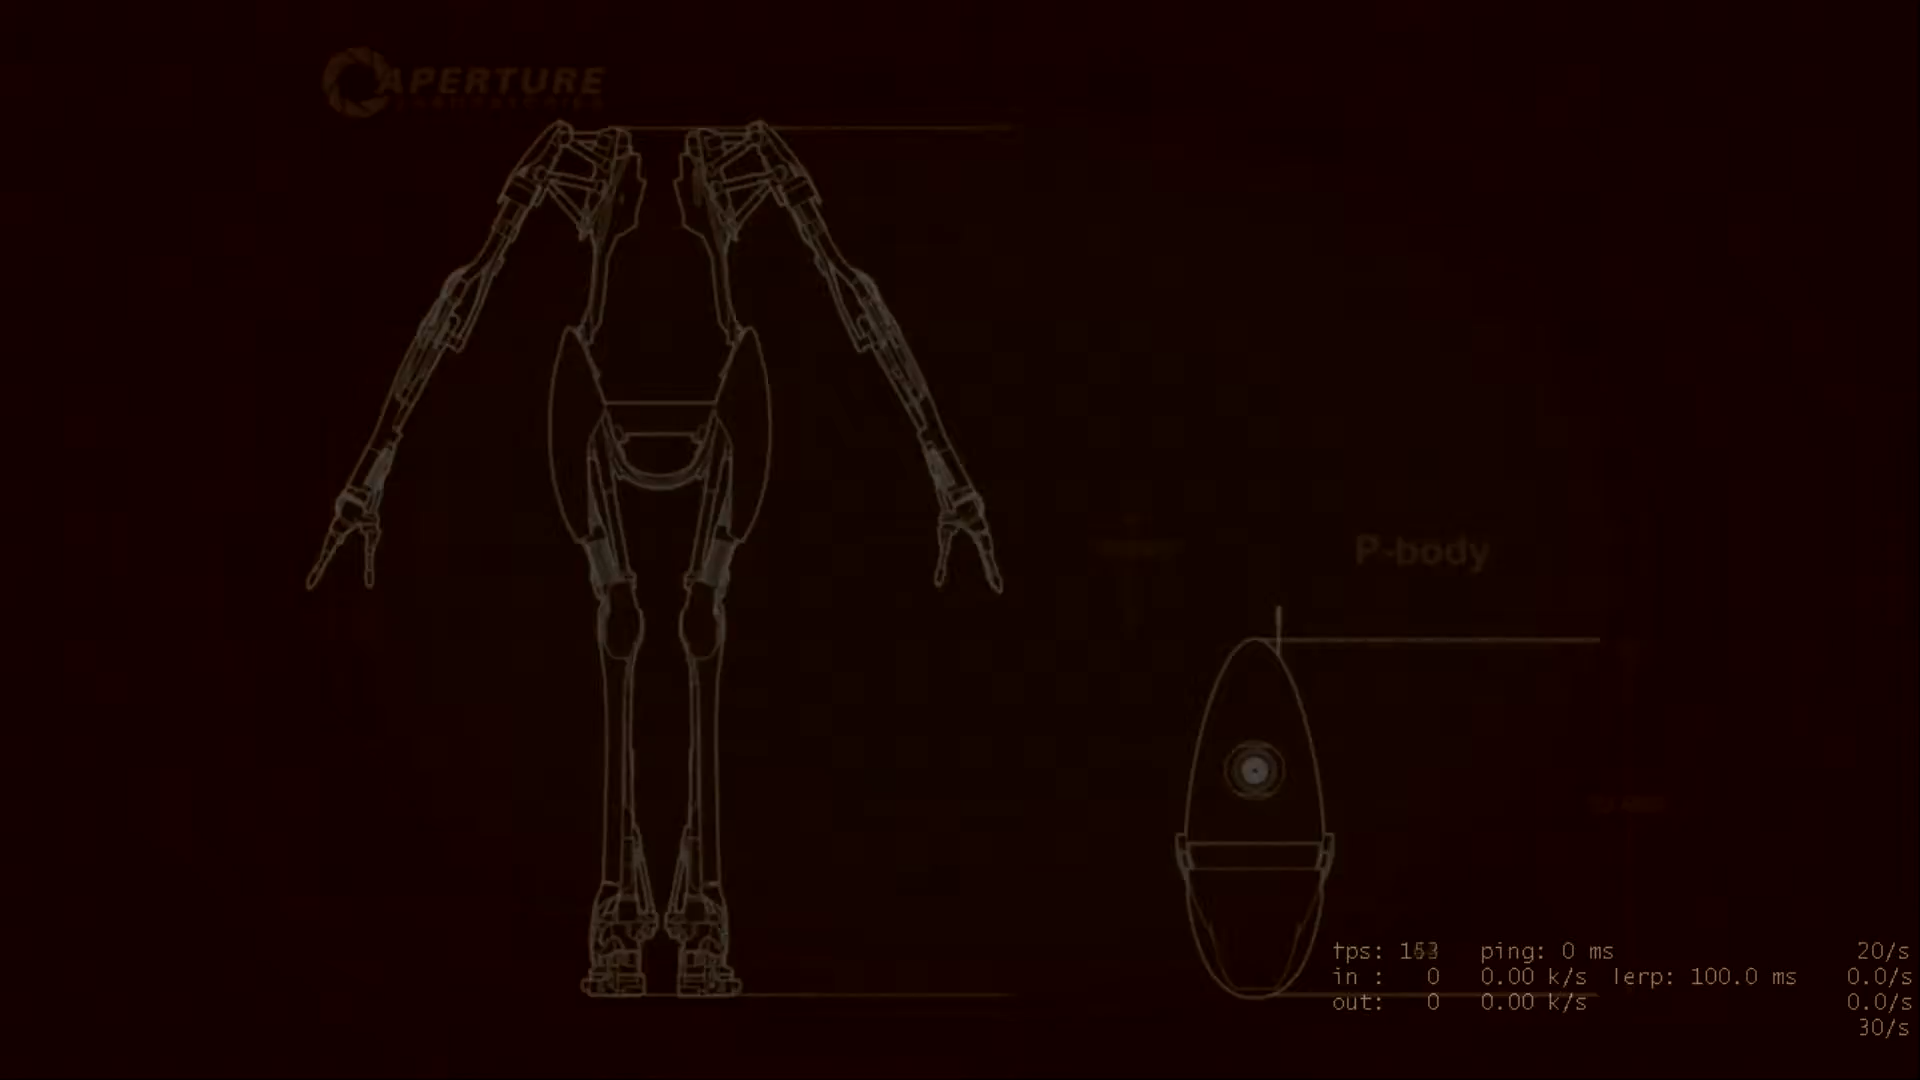 APERTURE
P-body
fps: 153 ping: 0 ms 20/s
in : 0 0.00 k/s lerp: 100.0 ms 0.0/s
out: 0 0.00 k/s 0.0/s
30/s